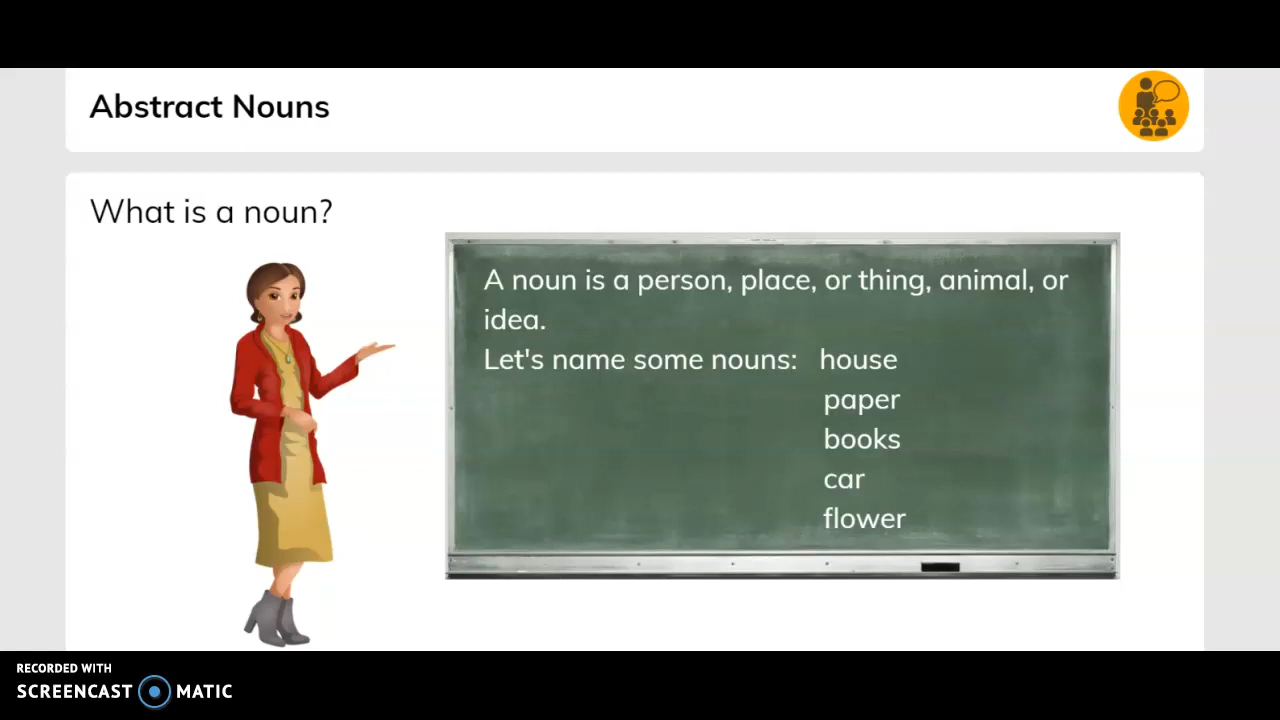 Abstract Nouns
What is a noun?
A noun is a person, place, or thing, animal, or
idea.
Let's name some nouns: house
paper
books
car
flower
RECORDED WITH
SCREENCAST MATIC